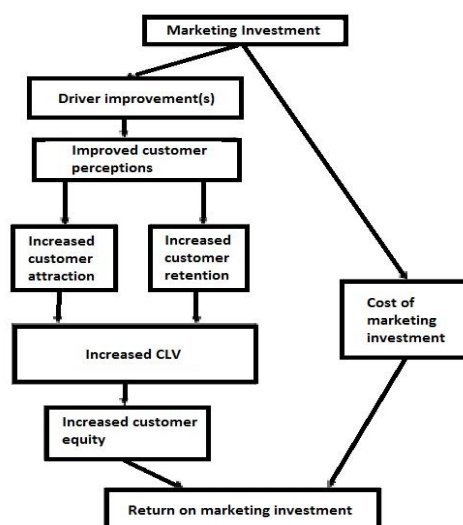 Marketing Investment
Driver improvement(s)
Improved customer
perceptions
Increased
customer
attraction
Increased
customer
retention
Cost of
marketing
investment
Increased CLV
Increased customer
equity
Return on marketing investment